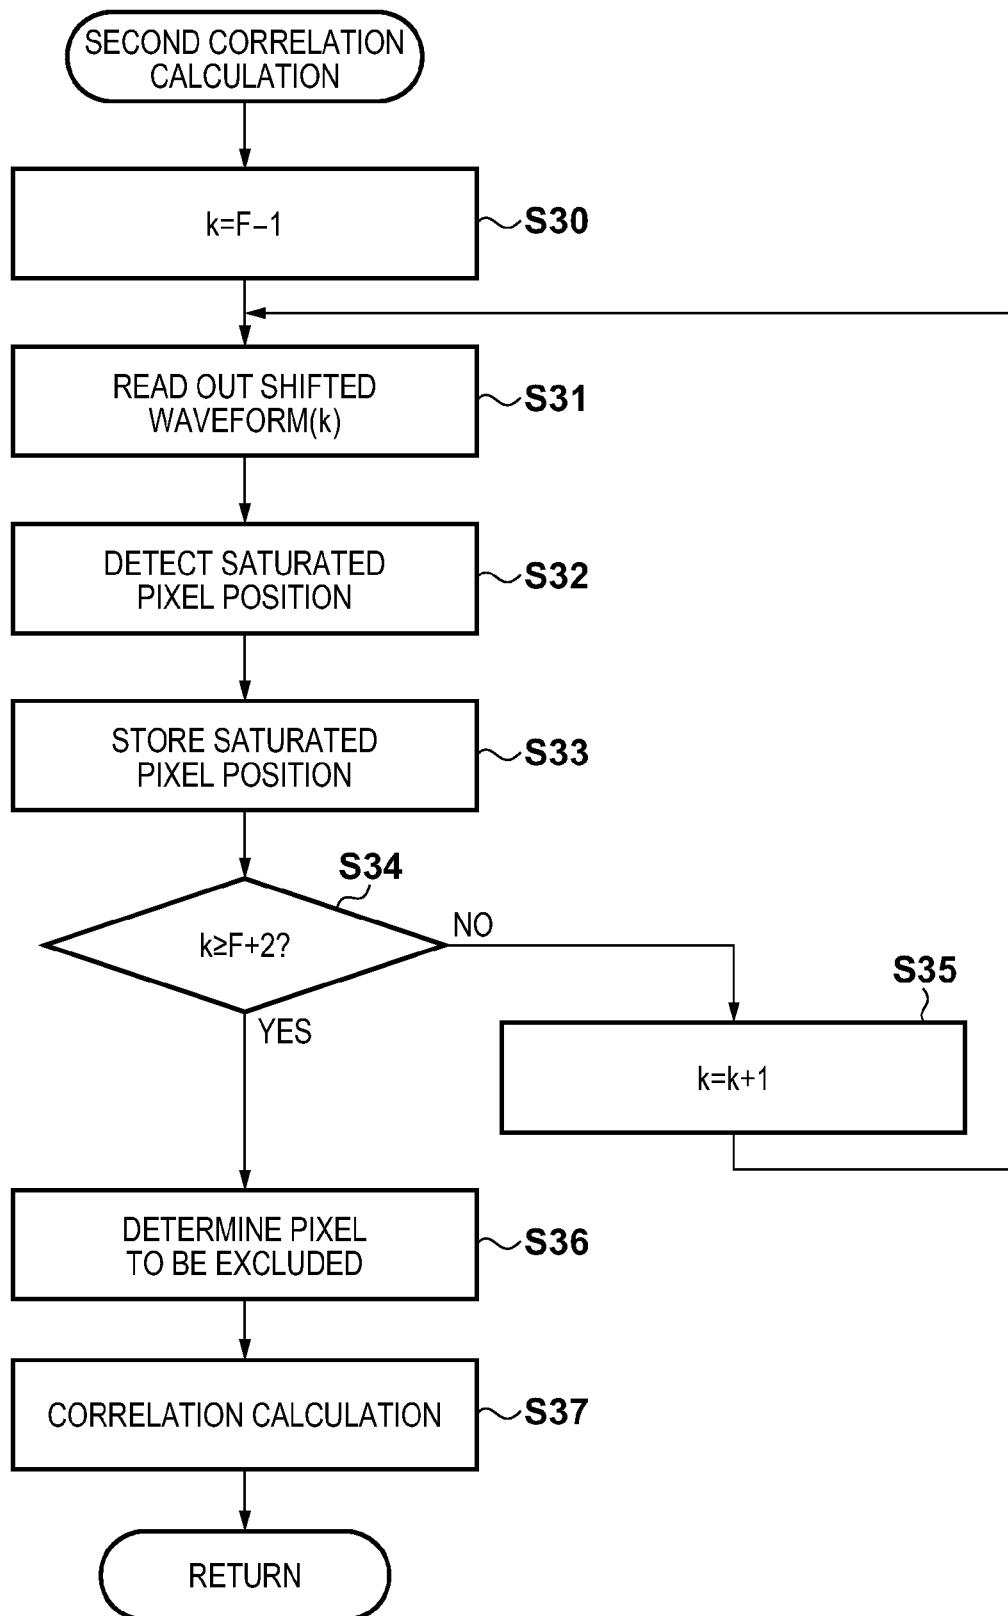 SECOND CORRELATION
CALCULATION
k=F−1
S30
READ OUT SHIFTED
WAVEFORM(k)
S31
DETECT SATURATED
PIXEL POSITION
S32
STORE SATURATED
PIXEL POSITION
S33
S34
k≥F+2?
NO
YES
S35
k=k+1
DETERMINE PIXEL
TO BE EXCLUDED
S36
CORRELATION CALCULATION
S37
RETURN